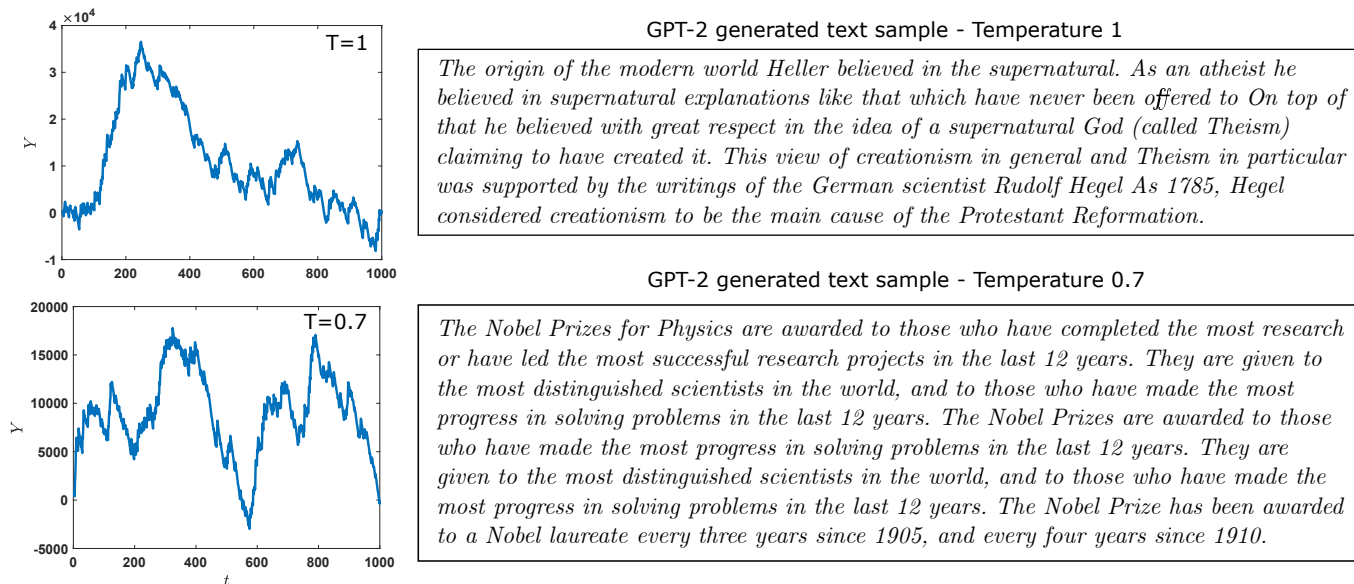 ×10⁴
4
3
2
1
0
-1
Y
T=1
0 200 400 600 800 1000
GPT-2 generated text sample - Temperature 1
The origin of the modern world Heller believed in the supernatural. As an atheist he
believed in supernatural explanations like that which have never been offered to On top of
that he believed with great respect in the idea of a supernatural God (called Theism)
claiming to have created it. This view of creationism in general and Theism in particular
was supported by the writings of the German scientist Rudolf Hegel As 1785, Hegel
considered creationism to be the main cause of the Protestant Reformation.
20000
15000
10000
5000
0
-5000
Y
T=0.7
0 200 400 600 800 1000
t
GPT-2 generated text sample - Temperature 0.7
The Nobel Prizes for Physics are awarded to those who have completed the most research
or have led the most successful research projects in the last 12 years. They are given to
the most distinguished scientists in the world, and to those who have made the most
progress in solving problems in the last 12 years. The Nobel Prizes are awarded to those
who have made the most progress in solving problems in the last 12 years. They are
given to the most distinguished scientists in the world, and to those who have made the
most progress in solving problems in the last 12 years. The Nobel Prize has been awarded
to a Nobel laureate every three years since 1905, and every four years since 1910.